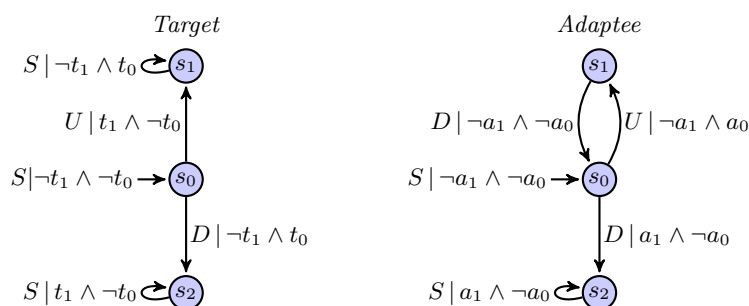 Target
S | ¬t₁ ∧ t₀
s₁
U | t₁ ∧ ¬t₀
S|¬t₁ ∧ ¬t₀
s₀
D | ¬t₁ ∧ t₀
S | t₁ ∧ ¬t₀
s₂
Adaptee
s₁
D | ¬a₁ ∧ ¬a₀
U | ¬a₁ ∧ a₀
S | ¬a₁ ∧ ¬a₀
s₀
D | a₁ ∧ ¬a₀
S | a₁ ∧ ¬a₀
s₂